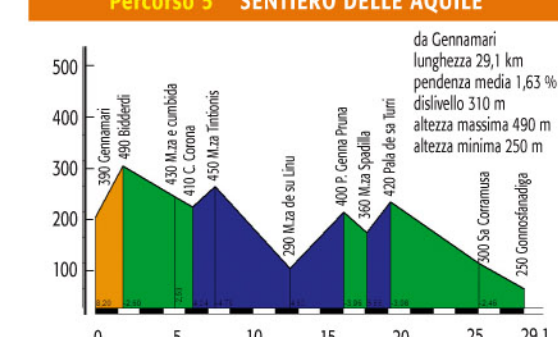 Percorso 5 SENTIERO DELLE AQUILE
da Gennamari
lunghezza 29,1 km
pendenza media 1,63 %
dislivello 310 m
altezza massima 490 m
altezza minima 250 m
500
400
300
200
100
390 Gennamari
490 Bidderdi
430 M.za e cumbida
410 C. Corona
450 M.za Tintionis
290 M.za de su Linu
400 P. Genna Pruna
360 M.za Spadilla
420 Pala de sa Turri
300 Sa Corramusa
250 Gonnosfanadiga
0 5 10 15 20 25 29,1